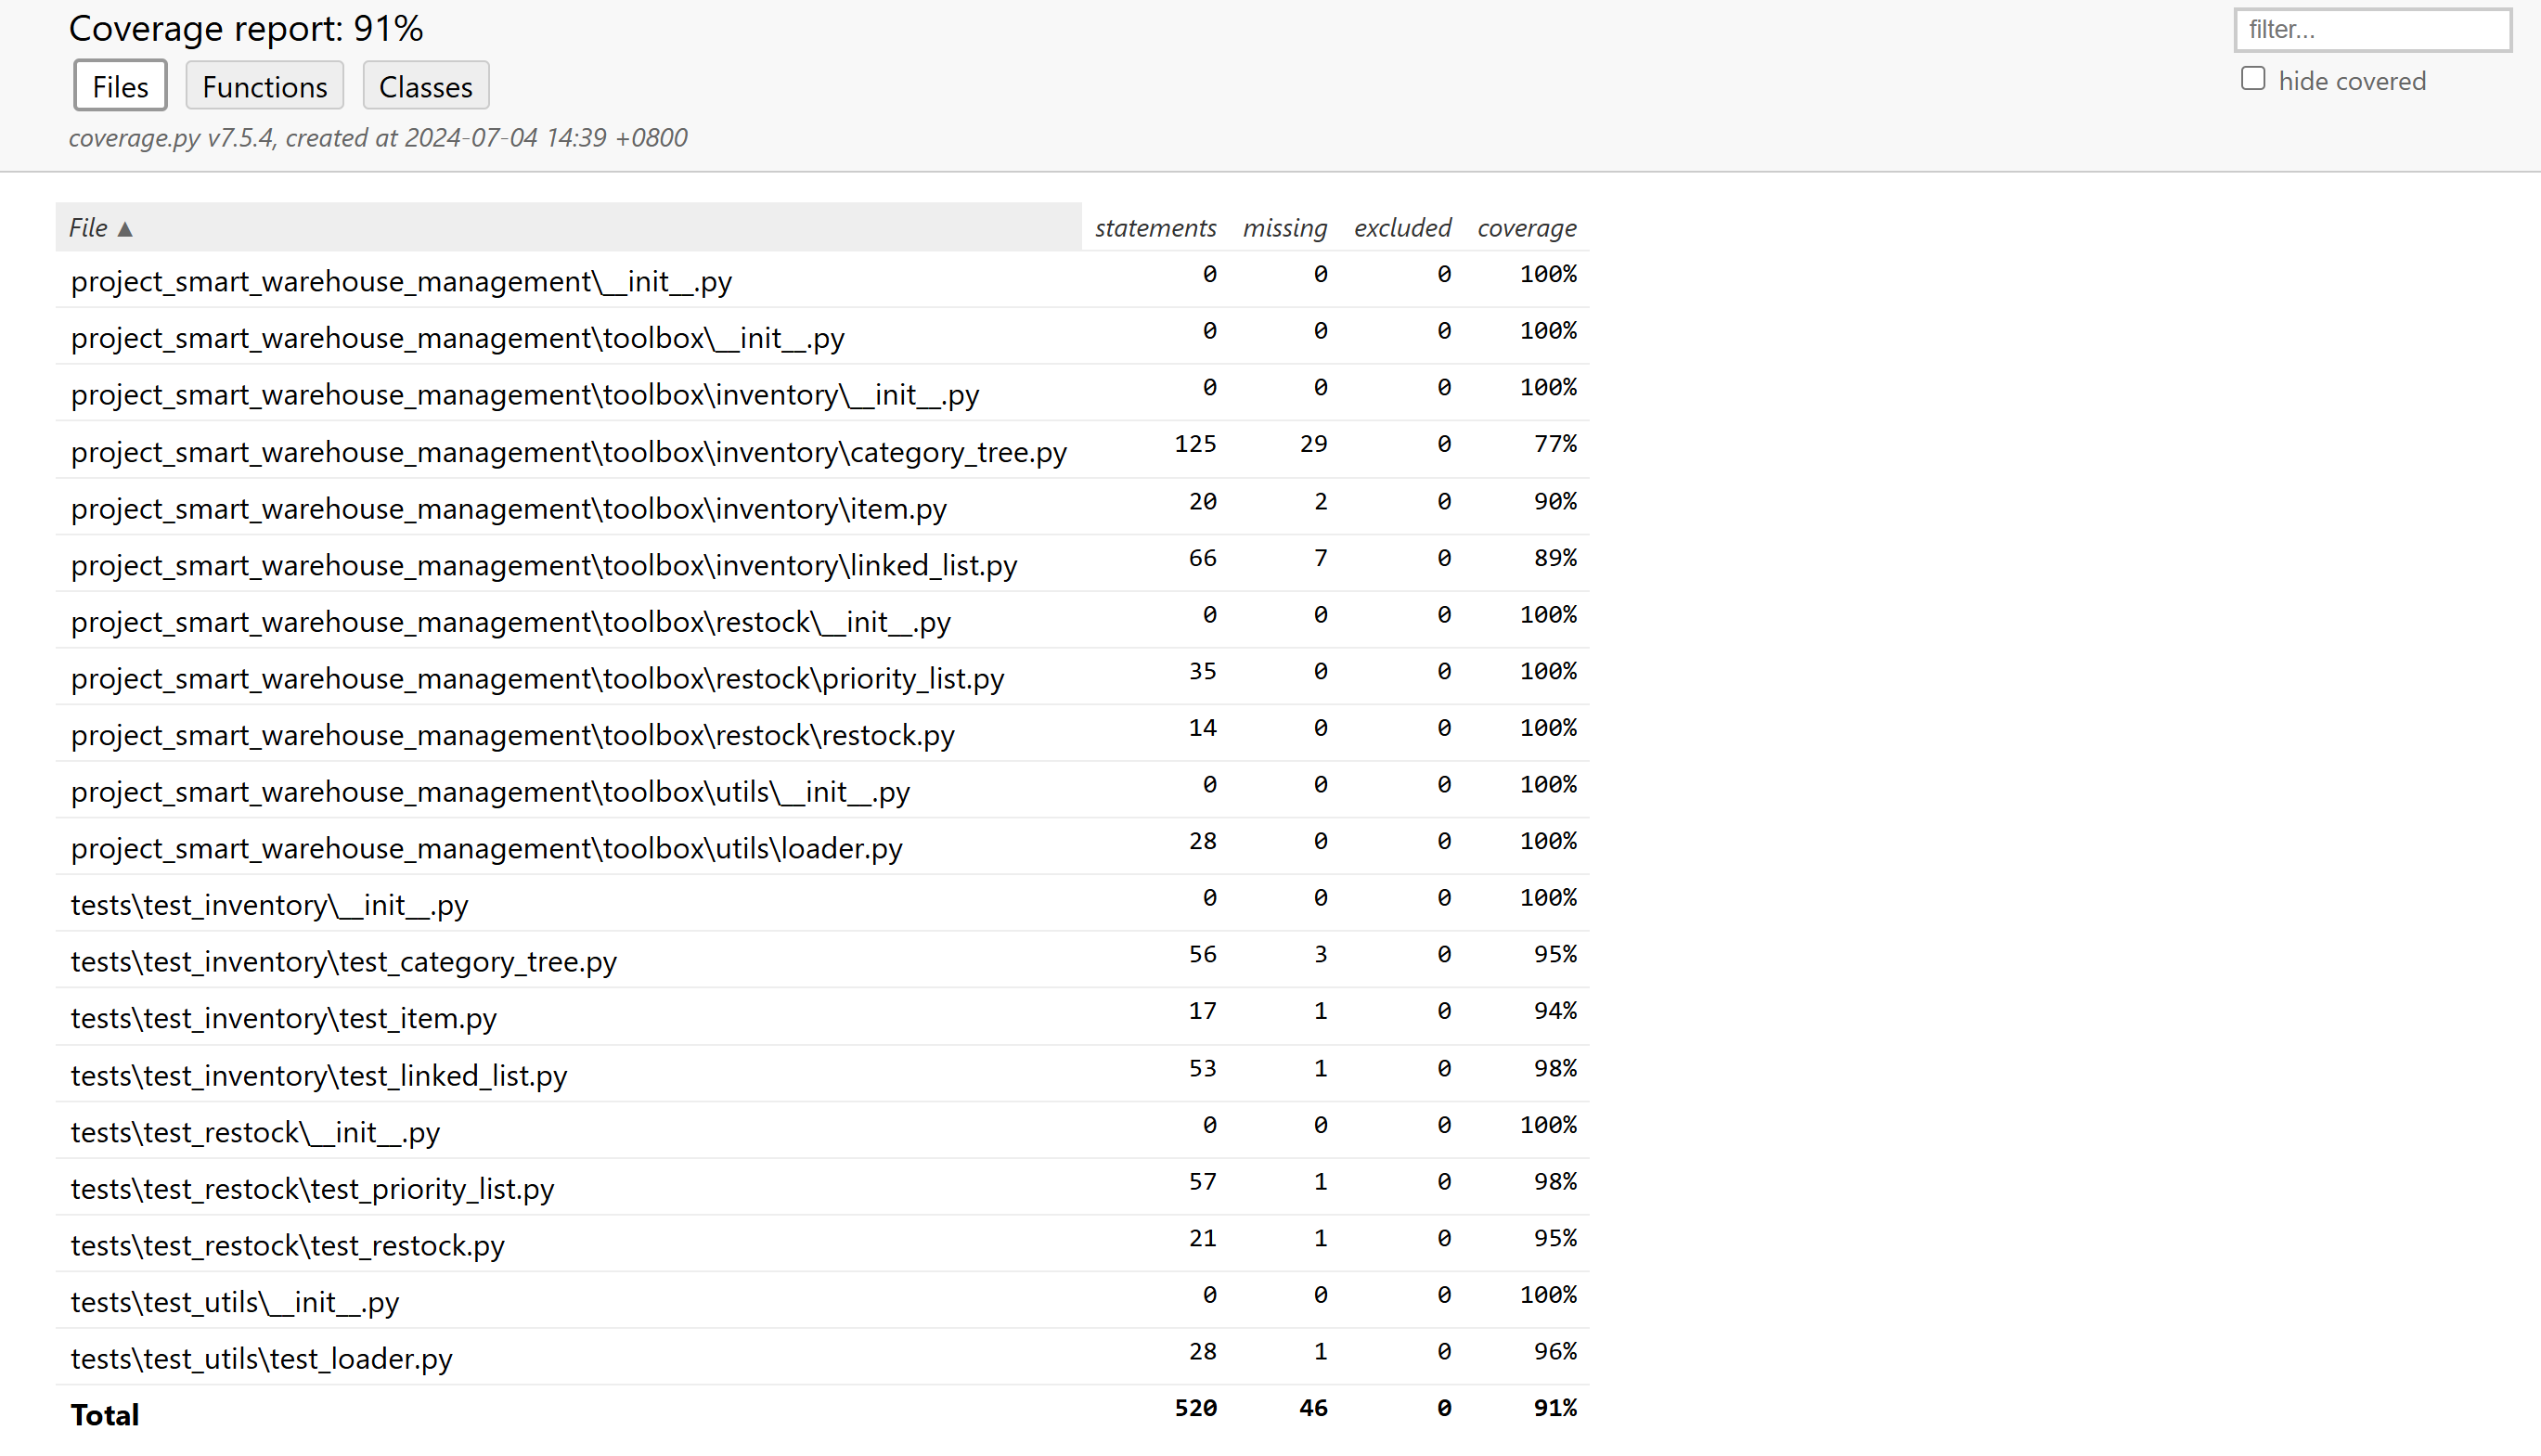 Coverage report: 91%
filter...
Files Functions Classes
hide covered
coverage.py v7.5.4, created at 2024-07-04 14:39 +0800
File ▲ statements missing excluded coverage
project_smart_warehouse_management\__init__.py 0 0 0 100%
project_smart_warehouse_management\toolbox\__init__.py 0 0 0 100%
project_smart_warehouse_management\toolbox\inventory\__init__.py 0 0 0 100%
project_smart_warehouse_management\toolbox\inventory\category_tree.py 125 29 0 77%
project_smart_warehouse_management\toolbox\inventory\item.py 20 2 0 90%
project_smart_warehouse_management\toolbox\inventory\linked_list.py 66 7 0 89%
project_smart_warehouse_management\toolbox\restock\__init__.py 0 0 0 100%
project_smart_warehouse_management\toolbox\restock\priority_list.py 35 0 0 100%
project_smart_warehouse_management\toolbox\restock\restock.py 14 0 0 100%
project_smart_warehouse_management\toolbox\utils\__init__.py 0 0 0 100%
project_smart_warehouse_management\toolbox\utils\loader.py 28 0 0 100%
tests\test_inventory\__init__.py 0 0 0 100%
tests\test_inventory\test_category_tree.py 56 3 0 95%
tests\test_inventory\test_item.py 17 1 0 94%
tests\test_inventory\test_linked_list.py 53 1 0 98%
tests\test_restock\__init__.py 0 0 0 100%
tests\test_restock\test_priority_list.py 57 1 0 98%
tests\test_restock\test_restock.py 21 1 0 95%
tests\test_utils\__init__.py 0 0 0 100%
tests\test_utils\test_loader.py 28 1 0 96%
Total 520 46 0 91%